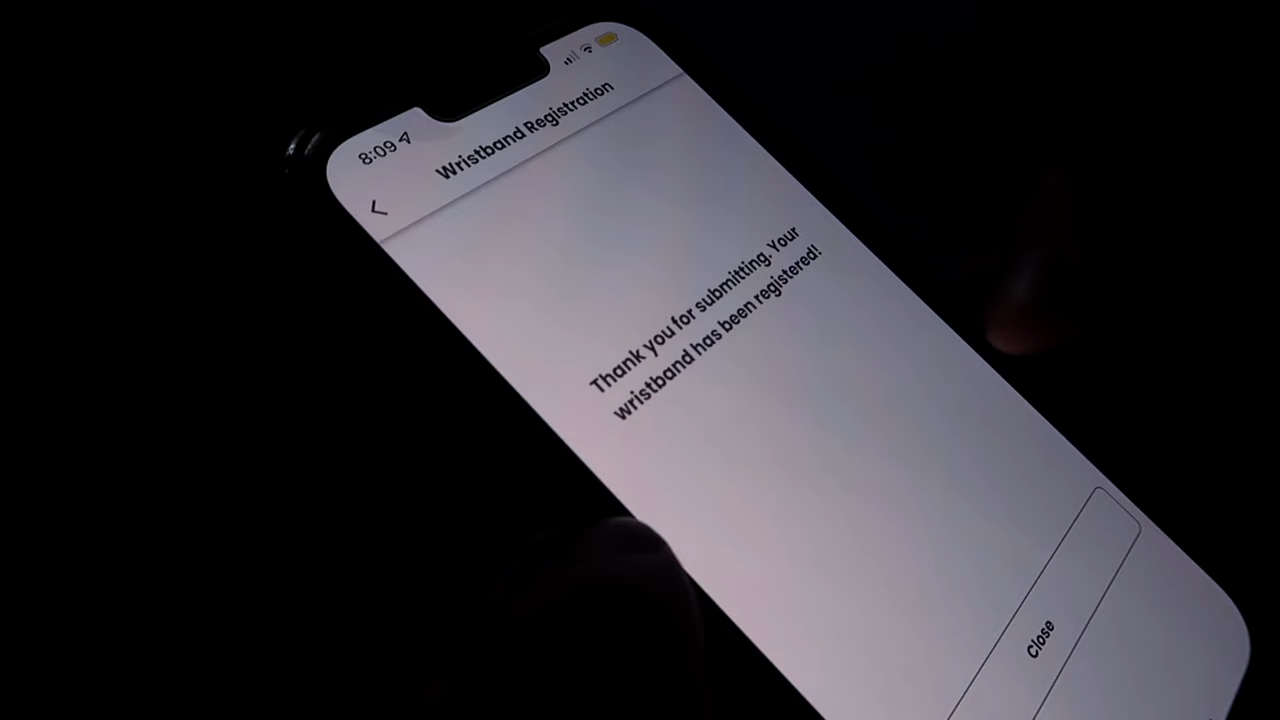 8:09
Wristband Registration
Thank you for submitting. Your
wristband has been registered!
Close